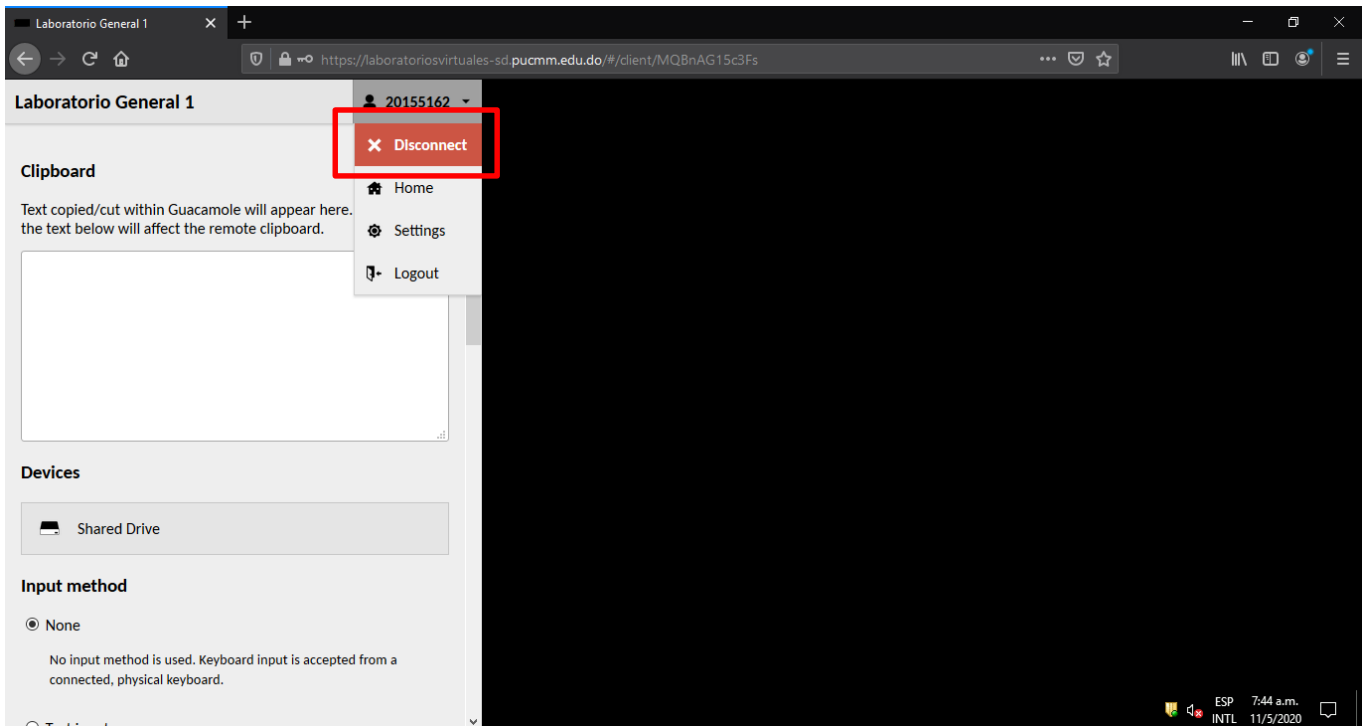 Laboratorio General 1
https://laboratoriosvirtuales-sd.pucmm.edu.do/#/client/MQBnAG15c3Fs
Laboratorio General 1
20155162
Disconnect
Home
Settings
Logout
Clipboard
Text copied/cut within Guacamole will appear here.
the text below will affect the remote clipboard.
Devices
Shared Drive
Input method
None
No input method is used. Keyboard input is accepted from a
connected, physical keyboard.
ESP
INTL
7:44 a.m.
11/5/2020